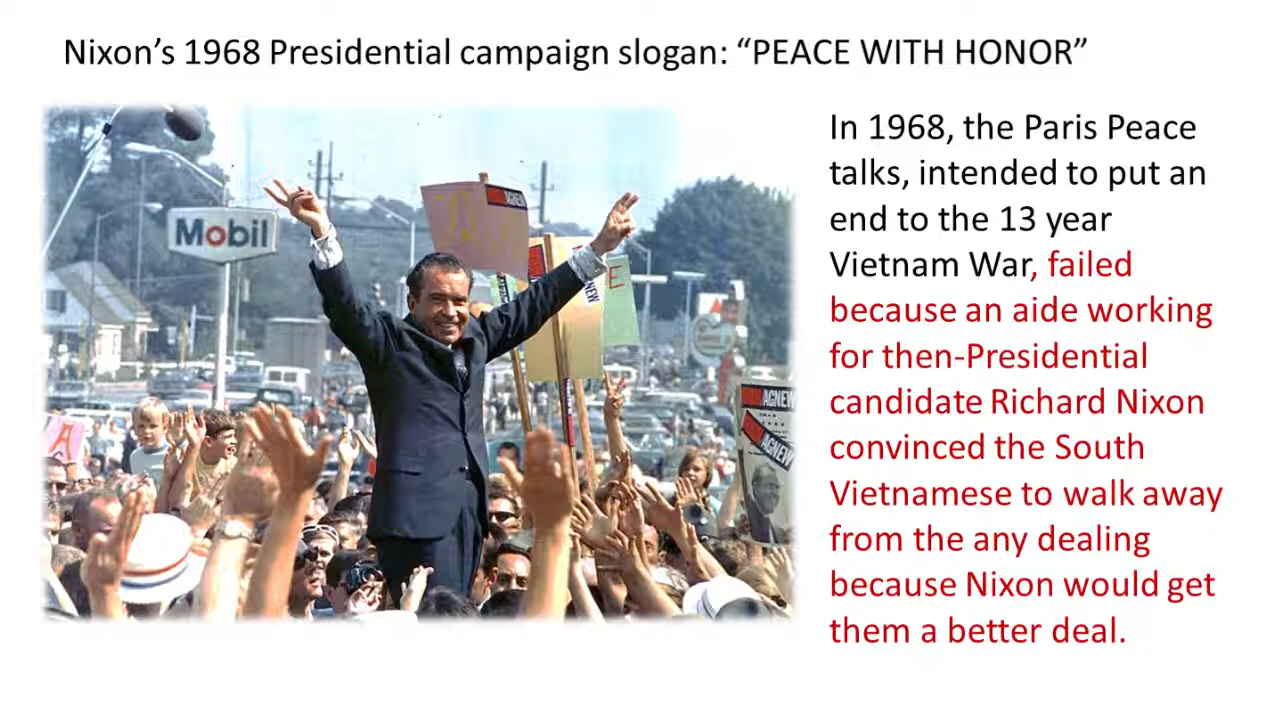 Nixon’s 1968 Presidential campaign slogan: “PEACE WITH HONOR”
In 1968, the Paris Peace
talks, intended to put an
end to the 13 year
Vietnam War, failed
because an aide working
for then-Presidential
candidate Richard Nixon
convinced the South
Vietnamese to walk away
from the any dealing
because Nixon would get
them a better deal.
Mobil
AGNEW
E
NEW
AGNEW
AGNEW